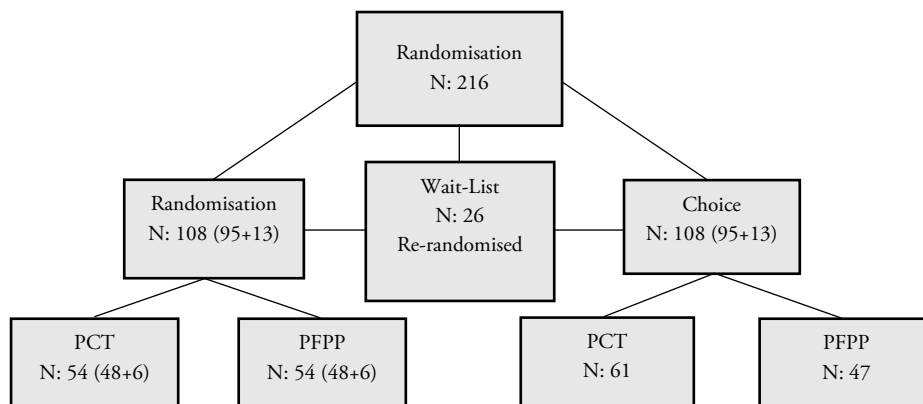 Randomisation
N: 216
Wait-List
N: 26
Re-randomised
Randomisation
N: 108 (95+13)
Choice
N: 108 (95+13)
PCT
N: 54 (48+6)
PFPP
N: 54 (48+6)
PCT
N: 61
PFPP
N: 47